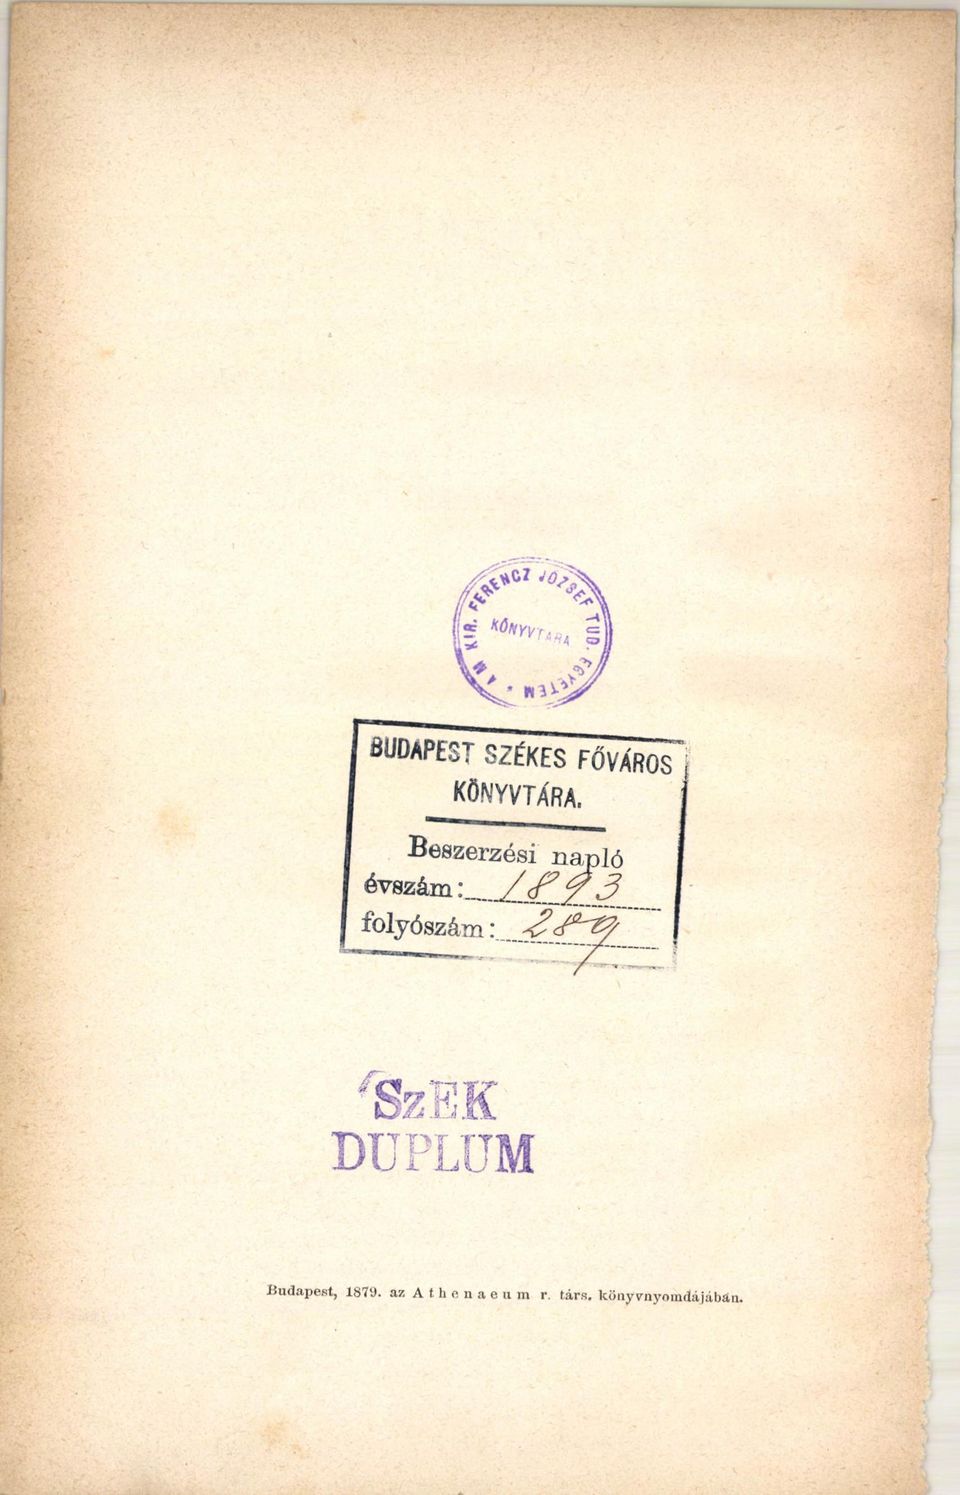 A M KIR. FERENCZ JÓZSEF TUD. EGYETEM *
KÖNYVTARA
BUDAPEST SZÉKES FŐVÁROS
KÖNYVTÁRA.
Beszerzési napló
évszám: 1893
folyószám: 289
SzEK
DUPLUM
Budapest, 1879. az Athenaeum r. társ. könyvnyomdájában.